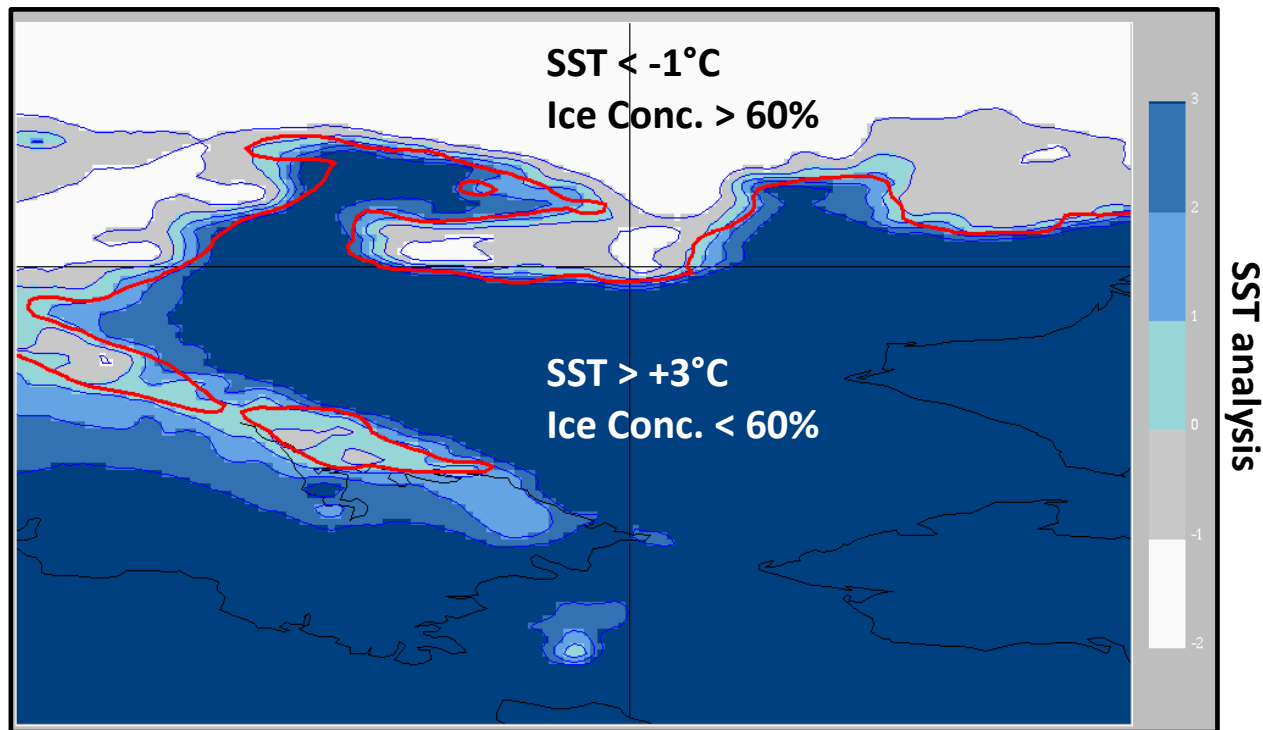 SST < -1°C
Ice Conc. > 60%
SST > +3°C
Ice Conc. < 60%
3
2
1
0
-1
-2
SST analysis